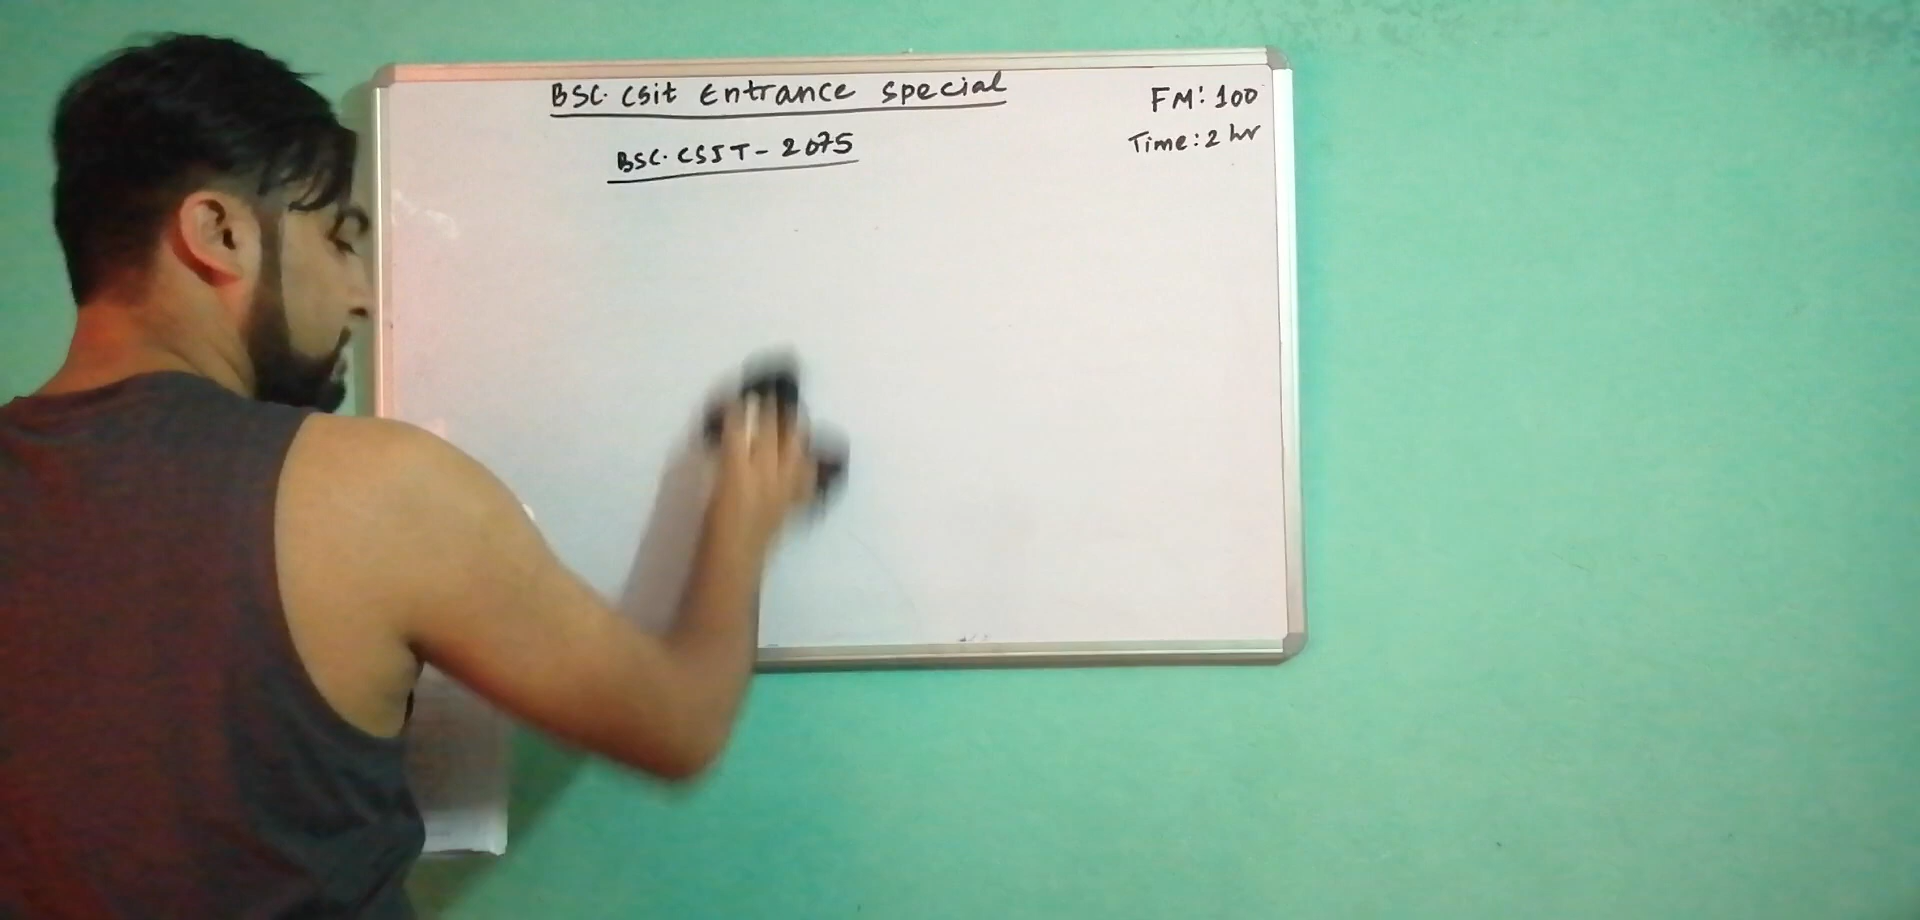 BSC. CSit Entrance Special
FM: 100
BSC. CSIT - 2075
Time: 2 hr